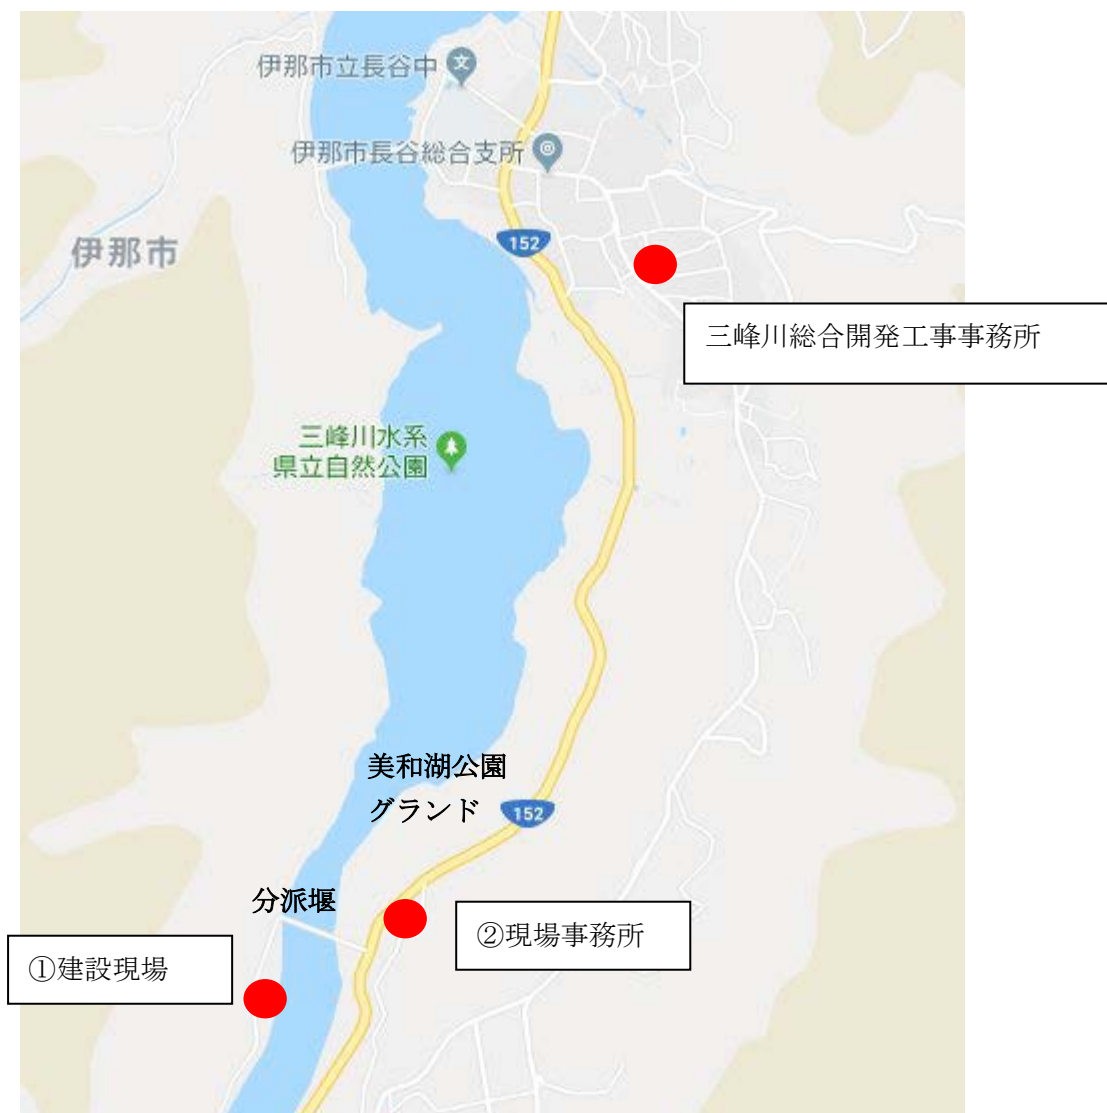 伊那市立長谷中
文
伊那市長谷総合支所
伊那市
152
三峰川総合開発工事事務所
三峰川水系
県立自然公園
美和湖公園
グランド
152
分派堰
②現場事務所
①建設現場